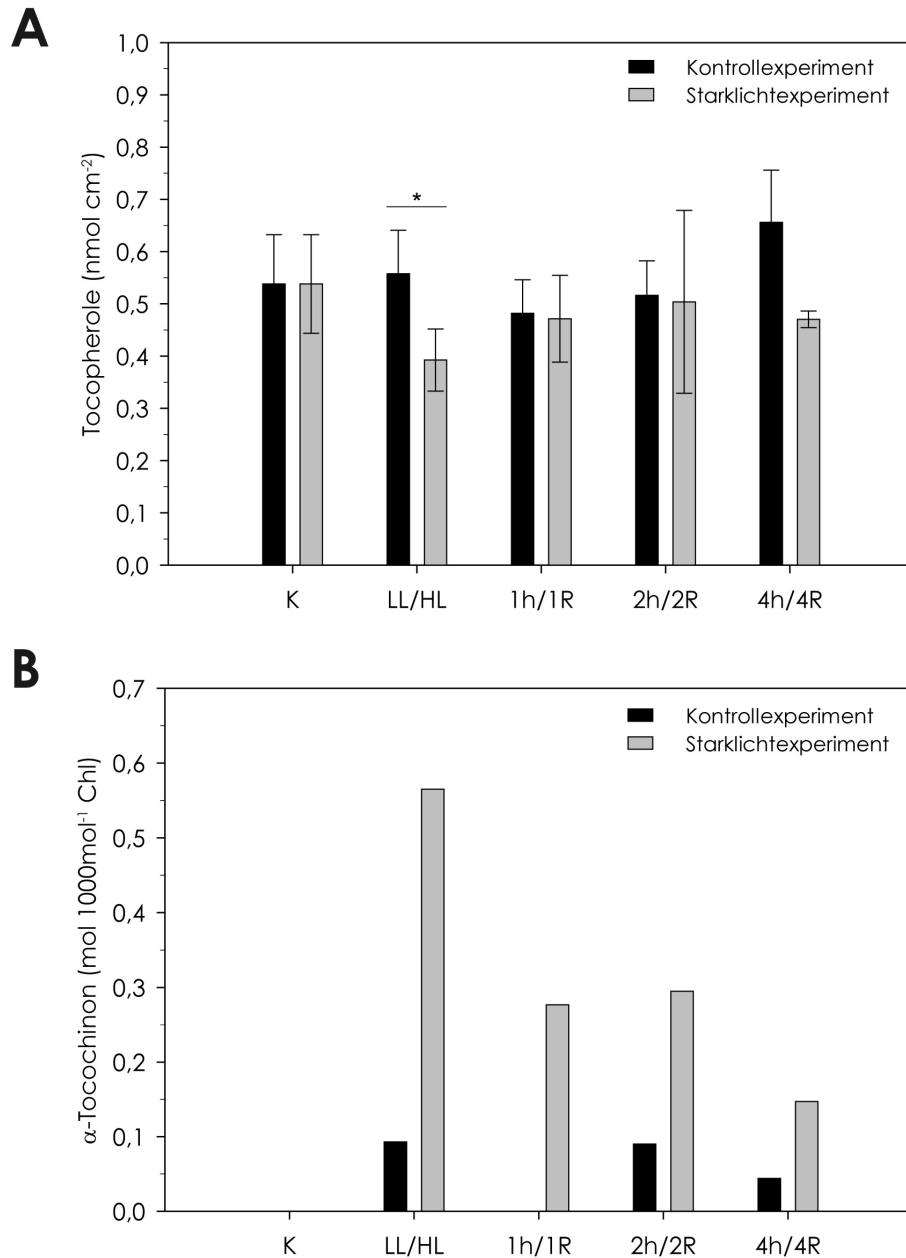 A
1,0
0,9
0,8
0,7
0,6
0,5
0,4
0,3
0,2
0,1
0,0
Tocopherole (nmol cm⁻²)
Kontrollexperiment
Starklichtexperiment
*
K LL/HL 1h/1R 2h/2R 4h/4R
B
0,7
0,6
0,5
0,4
0,3
0,2
0,1
0,0
α-Tocochinon (mol 1000mol⁻¹ Chl)
Kontrollexperiment
Starklichtexperiment
K LL/HL 1h/1R 2h/2R 4h/4R